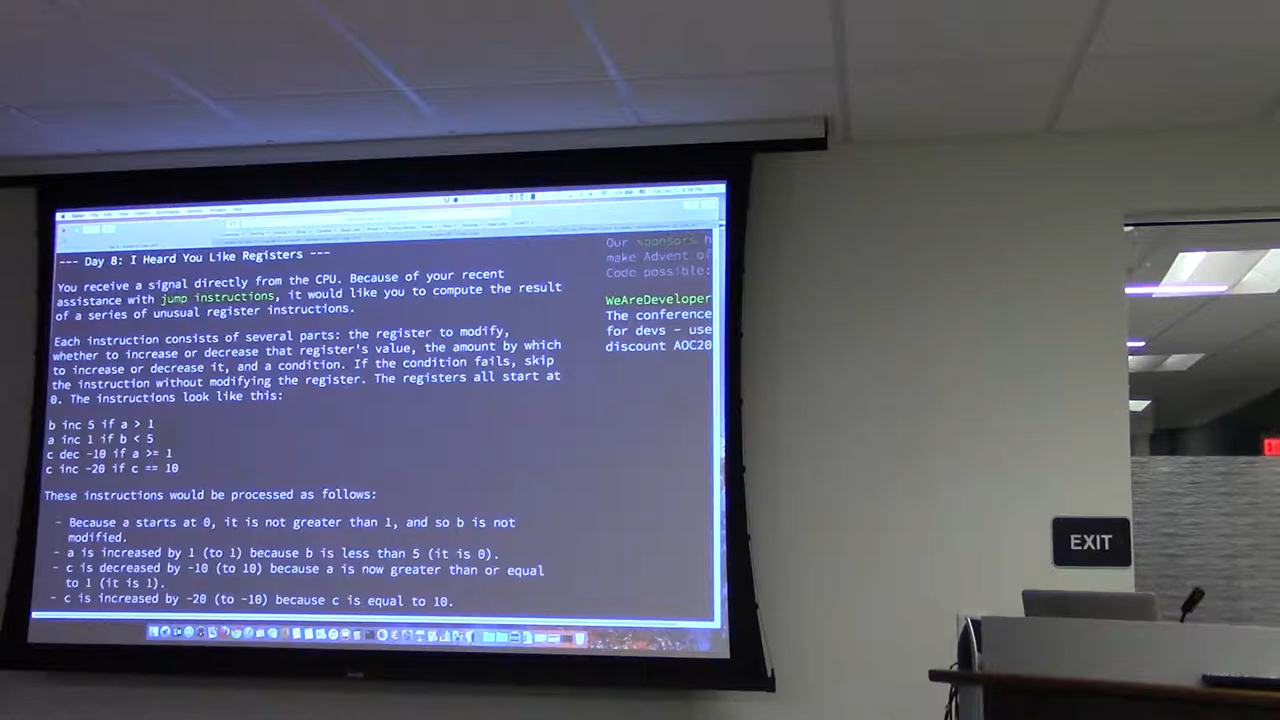 --- Day 8: I Heard You Like Registers ---
You receive a signal directly from the CPU. Because of your recent
assistance with jump instructions, it would like you to compute the result
of a series of unusual register instructions.
Each instruction consists of several parts: the register to modify,
whether to increase or decrease that register's value, the amount by which
to increase or decrease it, and a condition. If the condition fails, skip
the instruction without modifying the register. The registers all start at
0. The instructions look like this:
b inc 5 if a > 1
a inc 1 if b < 5
c dec -10 if a >= 1
c inc -20 if c == 10
These instructions would be processed as follows:
- Because a starts at 0, it is not greater than 1, and so b is not
modified.
- a is increased by 1 (to 1) because b is less than 5 (it is 0).
- c is decreased by -10 (to 10) because a is now greater than or equal
to 1 (it is 1).
- c is increased by -20 (to -10) because c is equal to 10.
Our sponsors h
make Advent of
Code possible:
WeAreDeveloper
The conference
for devs - use
discount AOC20
EXIT